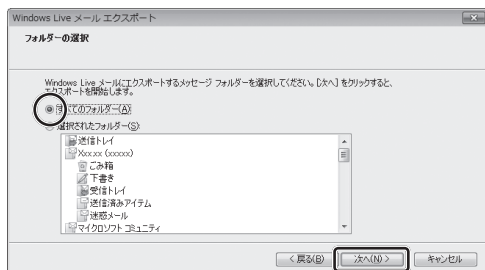 Windows Live メール エクスポート
フォルダーの選択
Windows Live メールにエクスポートするメッセージ フォルダーを選択してください。[次へ] をクリックすると、
エクスポートを開始します。
すべてのフォルダー(A):
選択されたフォルダー(S):
送信トレイ
Xxx.xx (xxxxx)
ごみ箱
下書き
受信トレイ
送信済みアイテム
迷惑メール
マイクロソフト コミュニティ
< 戻る(B)
次へ(N) >
キャンセル